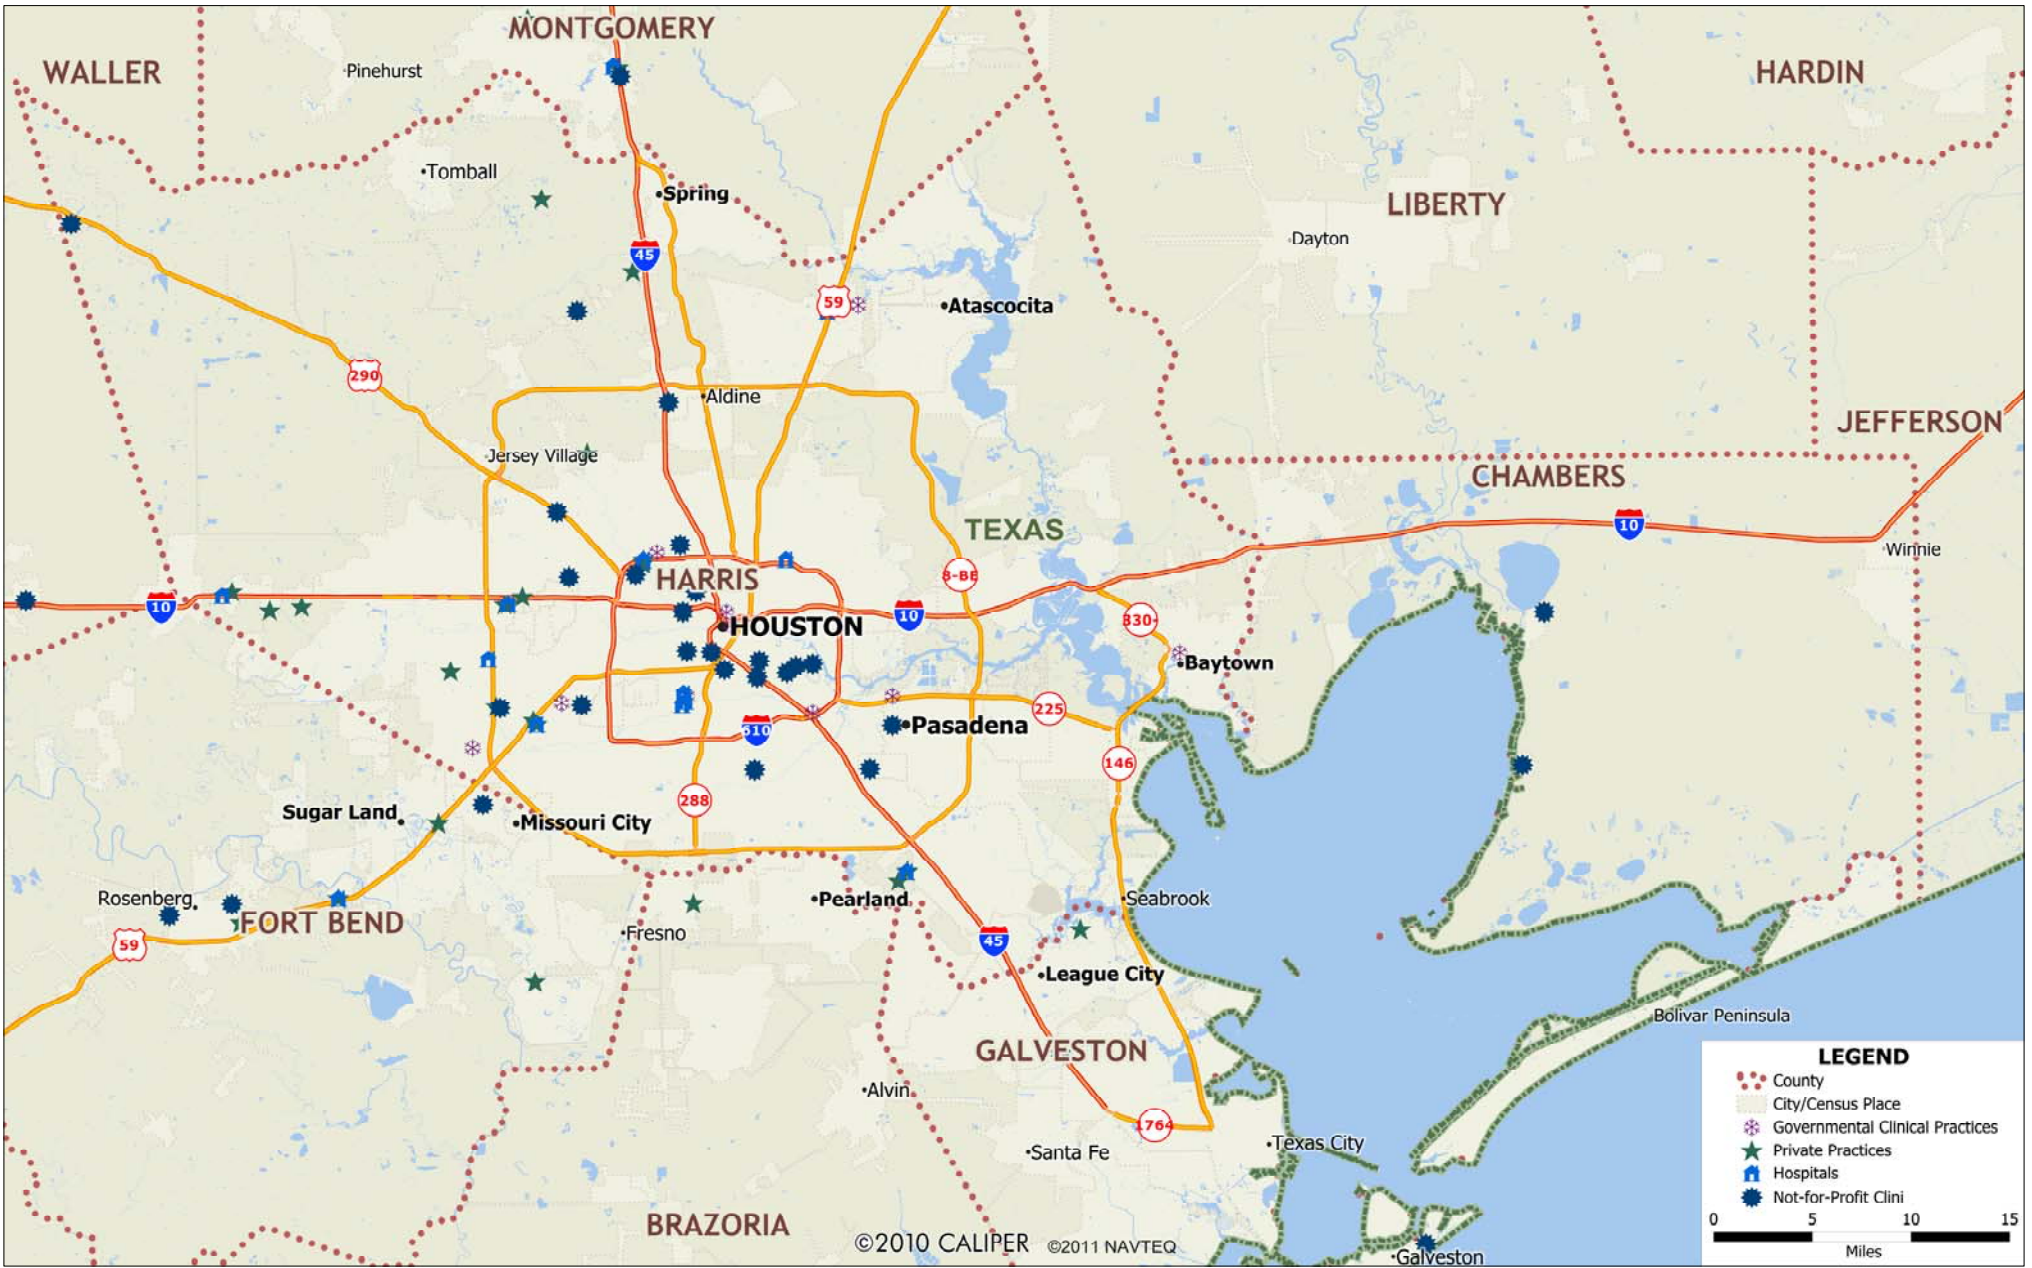 MONTGOMERY
WALLER
Pinehurst
HARDIN
Tomball
Spring
LIBERTY
Dayton
45
59
Atascocita
290
Aldine
JEFFERSON
Jersey Village
CHAMBERS
TEXAS
10
Winnie
HARRIS
8-BE
10
10
330-
HOUSTON
Baytown
225
Pasadena
610
146
288
Sugar Land
Missouri City
Rosenberg
Pearland
Seabrook
FORT BEND
Fresno
59
45
League City
Bolivar Peninsula
GALVESTON
Alvin
1764
Santa Fe
Texas City
BRAZORIA
©2010 CALIPER ©2011 NAVTEQ
Galveston
LEGEND
County
City/Census Place
Governmental Clinical Practices
Private Practices
Hospitals
Not-for-Profit Clini
0 5 10 15
Miles